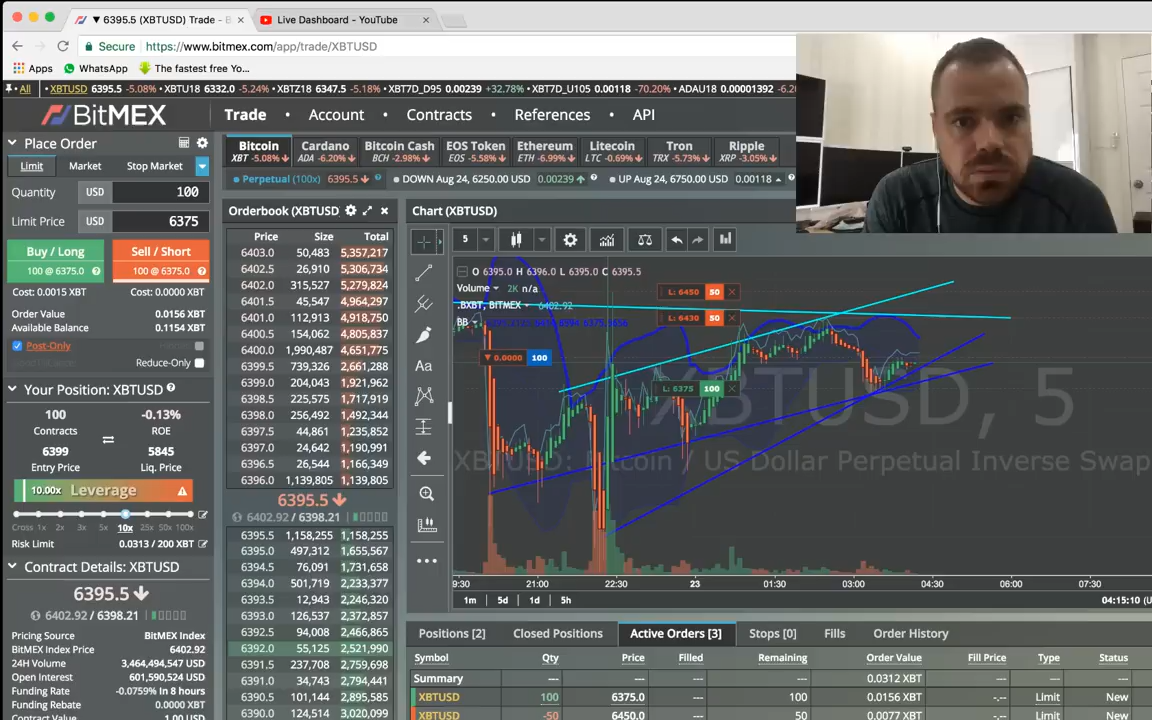 ▼ 6395.5 (XBTUSD) Trade - B
Live Dashboard - YouTube
Secure https://www.bitmex.com/app/trade/XBTUSD
Apps WhatsApp The fastest free Yo...
All XBTUSD 6395.5 -5.08% • XBTU18 6332.0 -5.24% • XBTZ18 6347.5 -5.18% • XBT7D_D95 0.00239 +32.78% • XBT7D_U105 0.00118 -70.20% • ADAU18 0.00001392 -6.2
BitMEX
Trade • Account • Contracts • References • API
Place Order
Limit Market Stop Market
Quantity USD 100
Limit Price USD 6375
Buy / Long
100 @ 6375.0
Sell / Short
100 @ 6375.0
Cost: 0.0015 XBT Cost: 0.0000 XBT
Order Value 0.0156 XBT
Available Balance 0.1154 XBT
Post-Only
Reduce-Only
Your Position: XBTUSD
100 -0.13%
Contracts ROE
6399 5845
Entry Price Liq. Price
10.00x Leverage
Cross 1x 2x 3x 5x 10x 25x 50x 100x
Risk Limit 0.0313 / 200 XBT
Contract Details: XBTUSD
6395.5
6402.92 / 6398.21
Pricing Source BitMEX Index
BitMEX Index Price 6402.92
24H Volume 3,464,494,547 USD
Open Interest 601,590,524 USD
Funding Rate -0.0759% In 8 hours
Funding Rebate 0.0000 XBT
Contract Value 1.00 USD
Bitcoin Cardano Bitcoin Cash EOS Token Ethereum Litecoin Tron Ripple
XBT -5.08% ADA -6.20% BCH -2.98% EOS -5.58% ETH -6.99% LTC -0.69% TRX -5.73% XRP -3.05%
Perpetual (100x) 6395.5 • DOWN Aug 24, 6250.00 USD 0.00239 • UP Aug 24, 6750.00 USD 0.00118
Orderbook (XBTUSD
Price Size Total
6403.0 50,483 5,357,217
6402.5 26,910 5,306,734
6402.0 315,527 5,279,824
6401.5 45,547 4,964,297
6401.0 112,913 4,918,750
6400.5 154,062 4,805,837
6400.0 1,990,487 4,651,775
6399.5 739,326 2,661,288
6399.0 204,043 1,921,962
6398.5 225,575 1,717,919
6398.0 256,492 1,492,344
6397.5 44,861 1,235,852
6397.0 24,642 1,190,991
6396.5 26,544 1,166,349
6396.0 1,139,805 1,139,805
6395.5
6402.92 / 6398.21
6395.5 1,158,255 1,158,255
6395.0 497,312 1,655,567
6394.5 76,091 1,731,658
6394.0 501,719 2,233,377
6393.5 12,943 2,246,320
6393.0 126,537 2,372,857
6392.5 94,008 2,466,865
6392.0 55,125 2,521,990
6391.5 237,708 2,759,698
6391.0 34,743 2,794,441
6390.5 101,144 2,895,585
6390.0 124,514 3,020,099
Chart (XBTUSD)
5
O 6395.0 H 6396.0 L 6395.0 C 6395.5
Volume 2K n/a
.BXBT, BITMEX 6402.92
BB
L: 6450 50
L: 6430 50
▼ 0.0000 100
L: 6375 100
XBTUSD, 5
XBTUSD: Bitcoin / US Dollar Perpetual Inverse Swap
Aa
9:30 21:00 22:30 23 01:30 03:00 04:30 06:00 07:30
1m 5d 1d 5h
04:15:10 (U
Positions [2] Closed Positions Active Orders [3] Stops [0] Fills Order History
Symbol Qty Price Filled Remaining Order Value Fill Price Type Status
Summary --- --- --- --- 0.0312 XBT --- ---
XBTUSD 100 6375.0 --- 100 0.0156 XBT -.-- Limit New
XBTUSD -50 6450.0 --- 50 0.0077 XBT -.-- Limit New